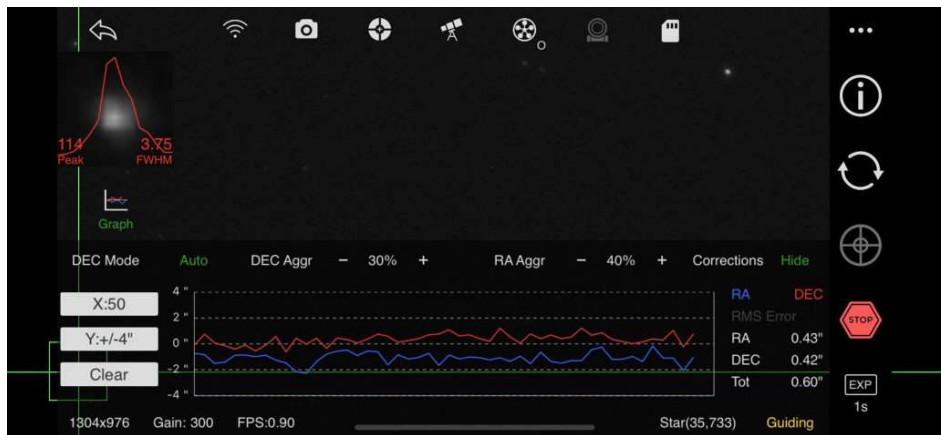 O
114
Peak
3.75
FWHM
Graph
DEC Mode Auto DEC Aggr − 30% + RA Aggr − 40% + Corrections Hide
X:50
Y:+/-4"
Clear
4 "
2 "
0 "
-2 "
-4 "
RA DEC
RMS Error
RA 0.43"
DEC 0.42"
Tot 0.60"
STOP
EXP
1s
1304x976 Gain: 300 FPS:0.90 Star(35,733) Guiding